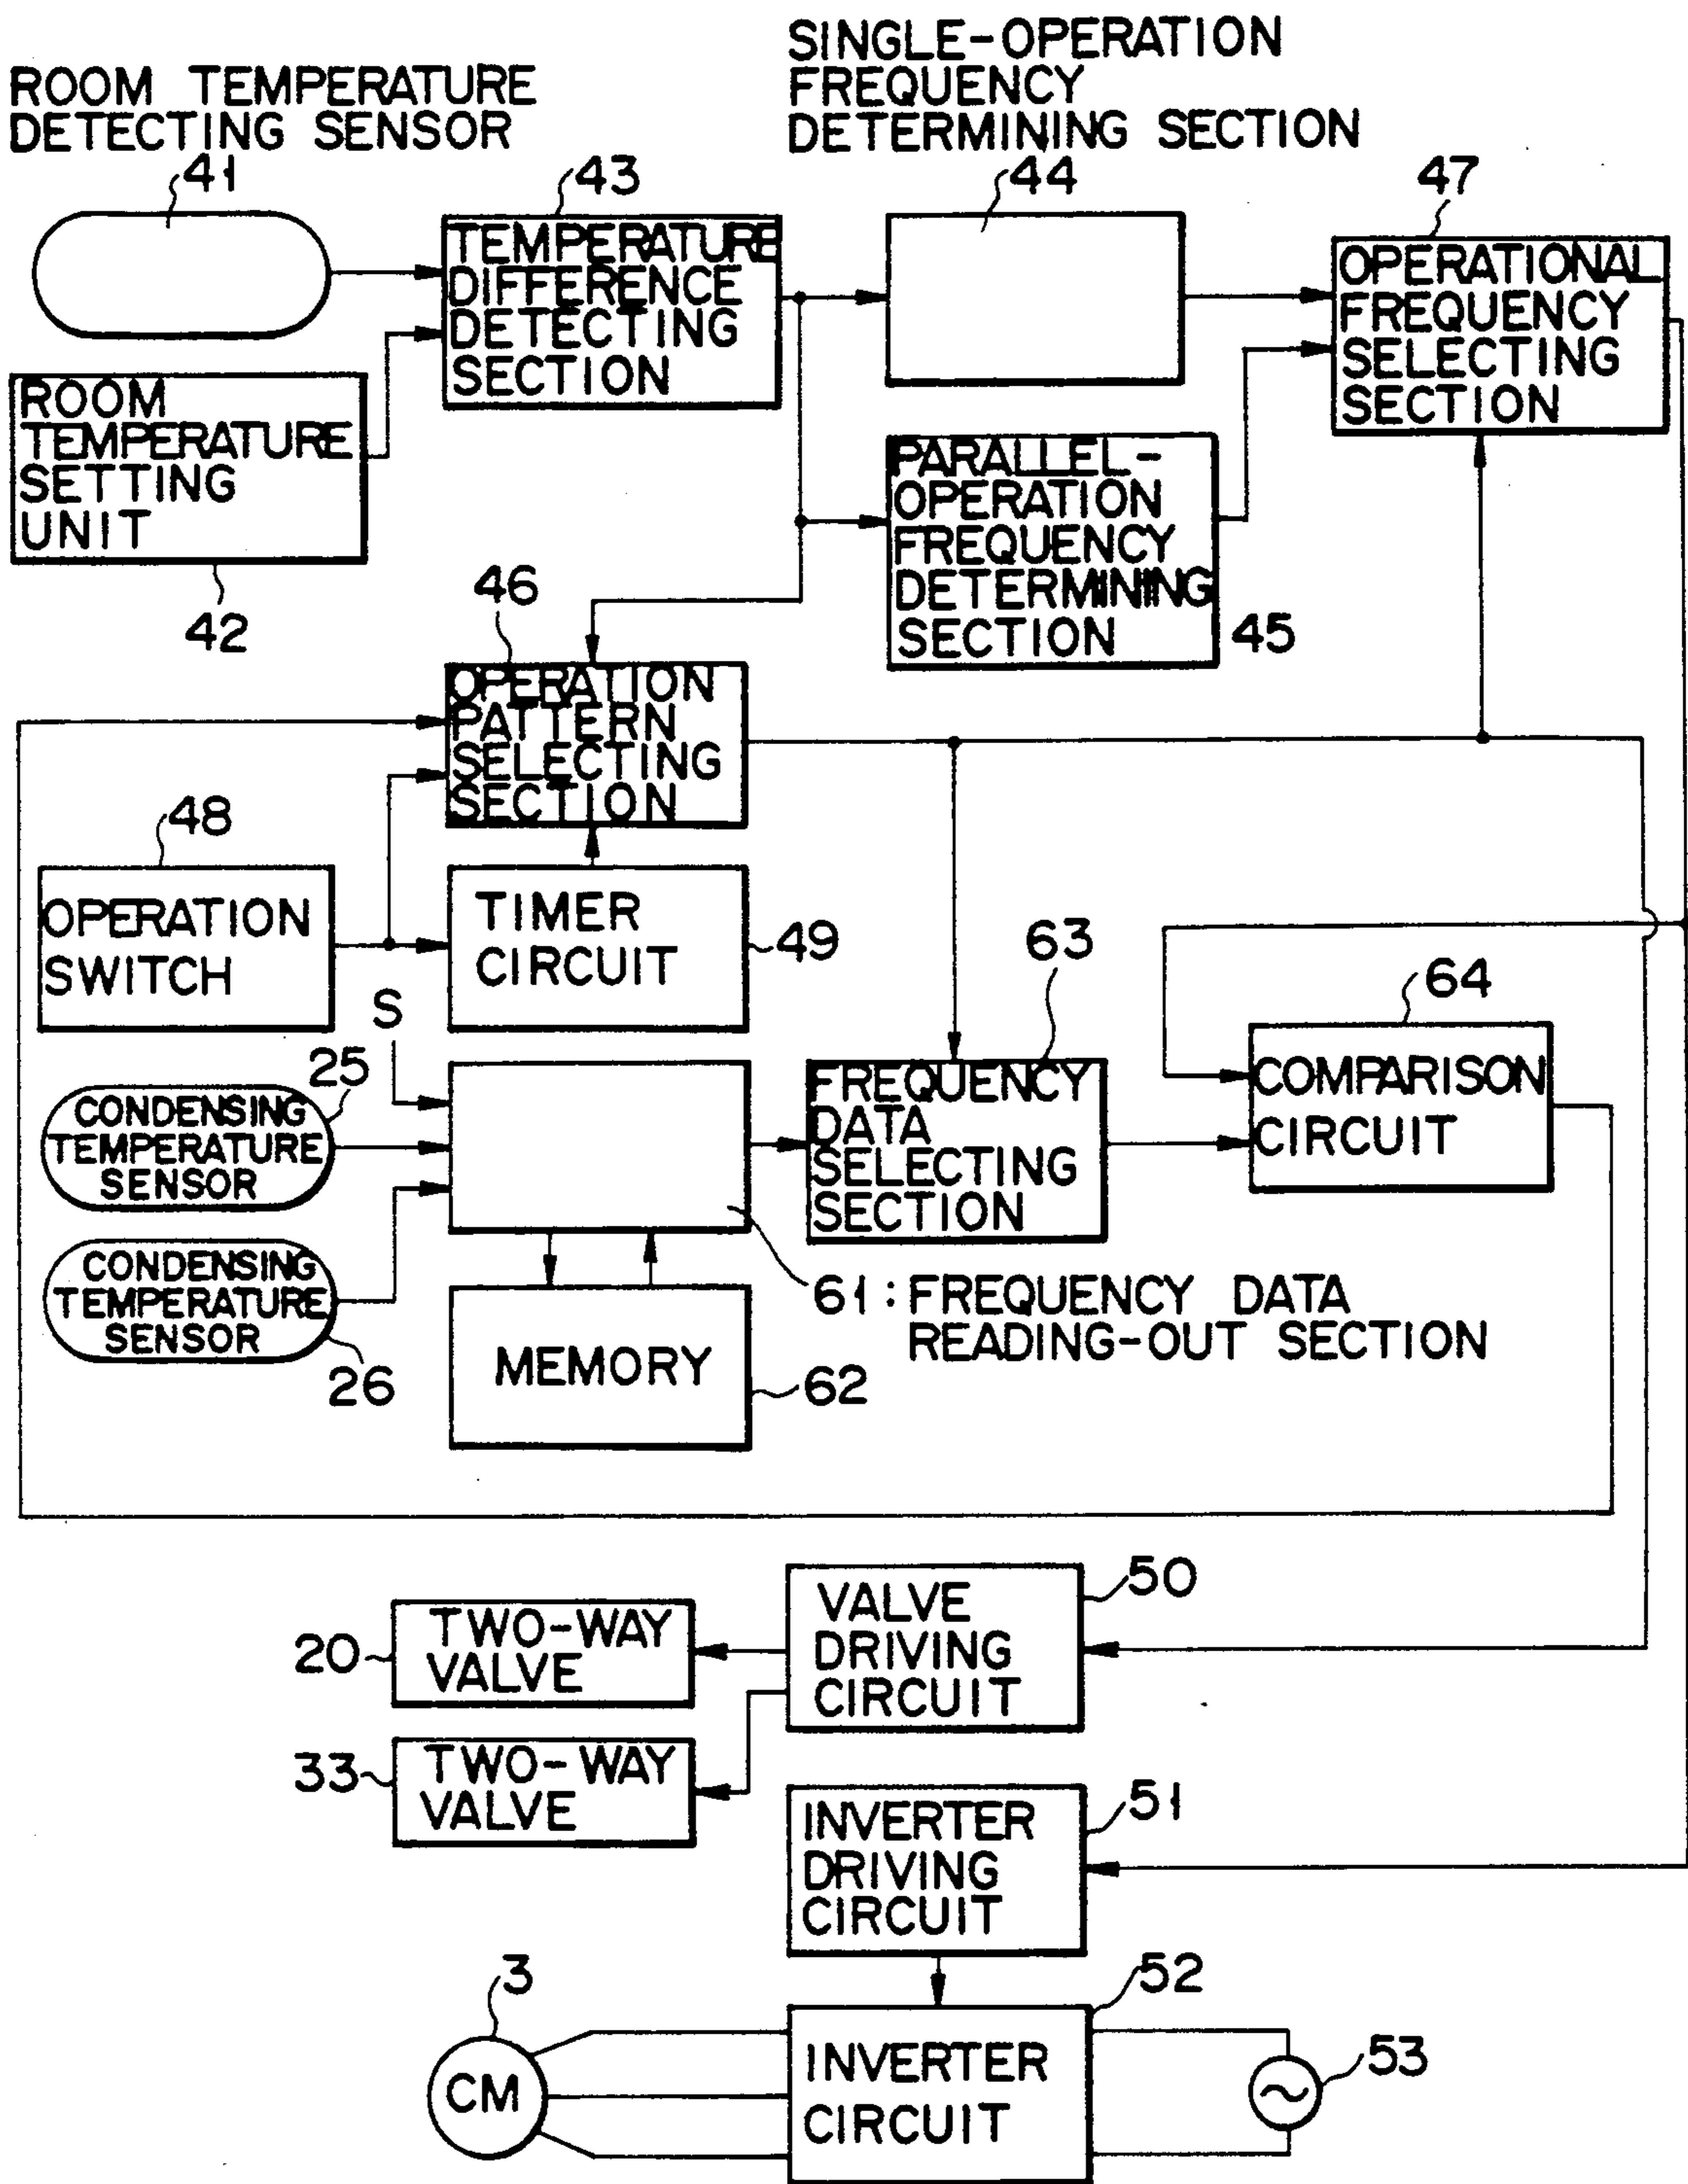 SINGLE-OPERATION
FREQUENCY
DETERMINING SECTION
ROOM TEMPERATURE
DETECTING SENSOR
41
43
44
47
TEMPERATURE
DIFFERENCE
DETECTING
SECTION
OPERATIONAL
FREQUENCY
SELECTING
SECTION
ROOM
TEMPERATURE
SETTING
UNIT
42
PARALLEL-
OPERATION
FREQUENCY
DETERMINING
SECTION
45
46
OPERATION
PATTERN
SELECTING
SECTION
48
OPERATION
SWITCH
TIMER
CIRCUIT
49
S
63
64
25
CONDENSING
TEMPERATURE
SENSOR
FREQUENCY
DATA
SELECTING
SECTION
COMPARISON
CIRCUIT
CONDENSING
TEMPERATURE
SENSOR
26
61: FREQUENCY DATA
READING-OUT SECTION
MEMORY
62
50
VALVE
DRIVING
CIRCUIT
20
TWO-WAY
VALVE
33
TWO-WAY
VALVE
51
INVERTER
DRIVING
CIRCUIT
3
CM
52
INVERTER
CIRCUIT
53